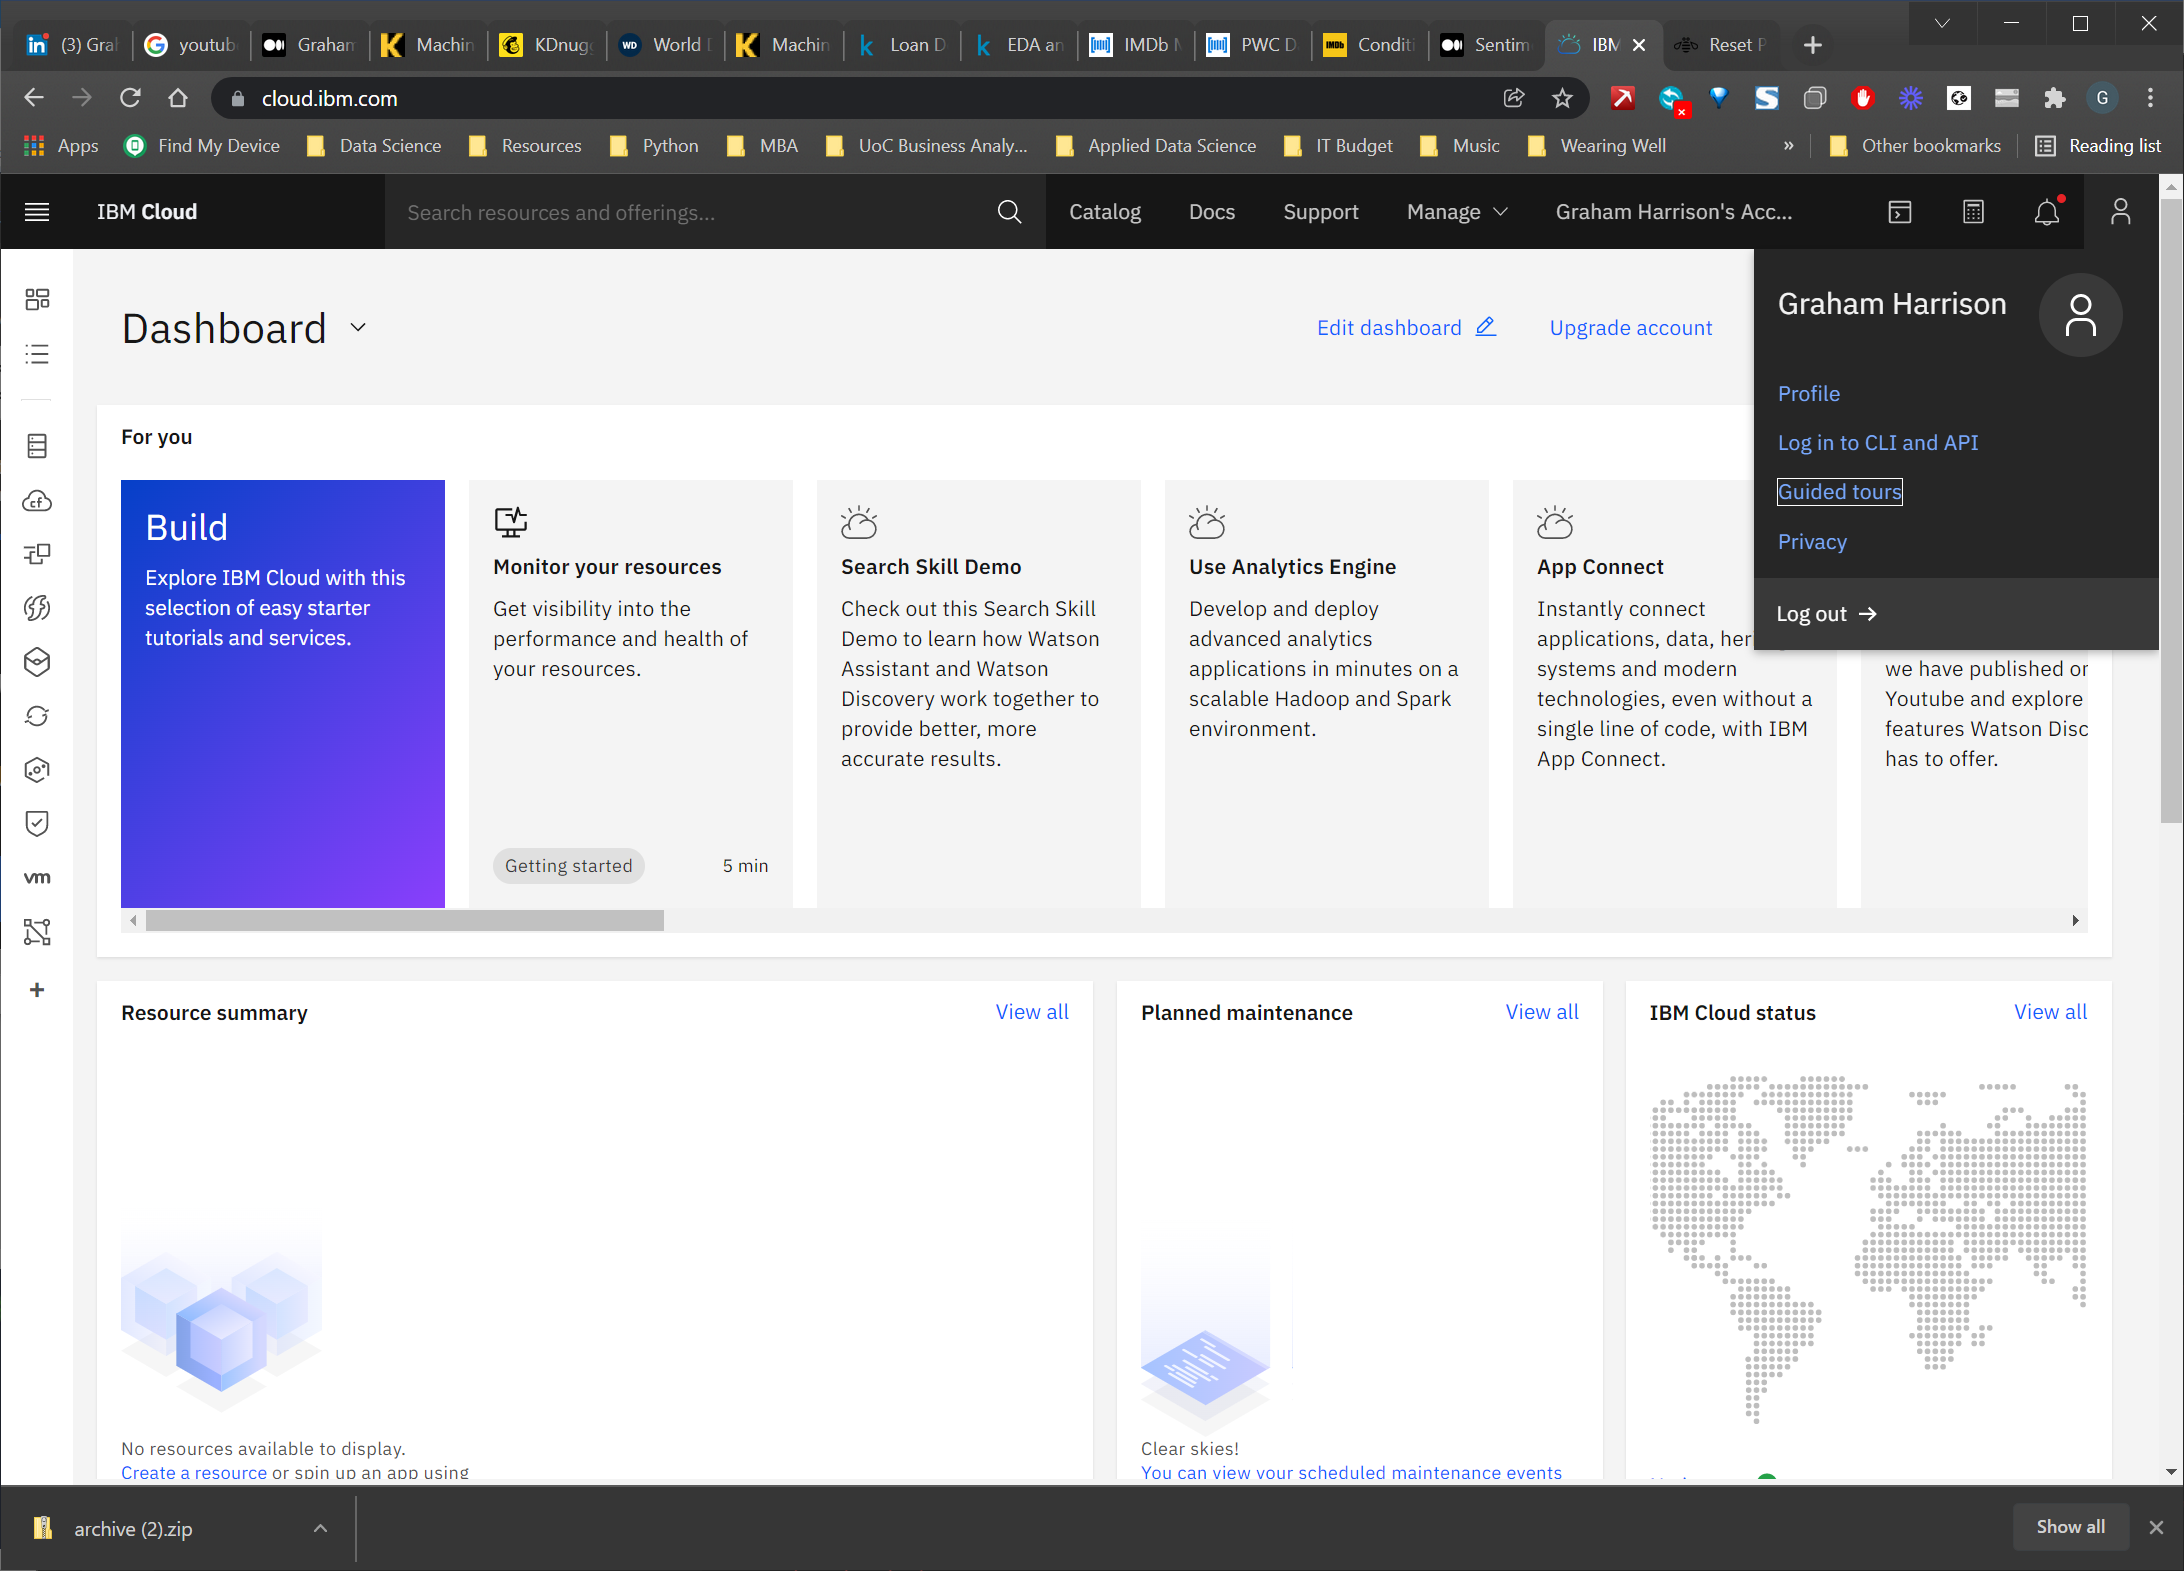 (3) Gra
youtub
Graham
Machin
KDnugg
World
Machin
Loan D
EDA an
IMDb
PWC D
Conditi
Sentim
IBM
Reset P
cloud.ibm.com
G
Apps
Find My Device
Data Science
Resources
Python
MBA
UoC Business Analy...
Applied Data Science
IT Budget
Music
Wearing Well
»
Other bookmarks
Reading list
IBM Cloud
Search resources and offerings...
Catalog
Docs
Support
Manage
Graham Harrison's Acc...
Dashboard
Edit dashboard
Upgrade account
Graham Harrison
Profile
Log in to CLI and API
Guided tours
Privacy
Log out →
For you
Build
Explore IBM Cloud with this
selection of easy starter
tutorials and services.
Monitor your resources
Get visibility into the
performance and health of
your resources.
Getting started
5 min
Search Skill Demo
Check out this Search Skill
Demo to learn how Watson
Assistant and Watson
Discovery work together to
provide better, more
accurate results.
Use Analytics Engine
Develop and deploy
advanced analytics
applications in minutes on a
scalable Hadoop and Spark
environment.
App Connect
Instantly connect
applications, data, her
systems and modern
technologies, even without a
single line of code, with IBM
App Connect.
we have published or
Youtube and explore
features Watson Disc
has to offer.
vm
Resource summary
View all
No resources available to display.
Create a resource or spin up an app using
Planned maintenance
View all
Clear skies!
You can view your scheduled maintenance events
IBM Cloud status
View all
archive (2).zip
Show all